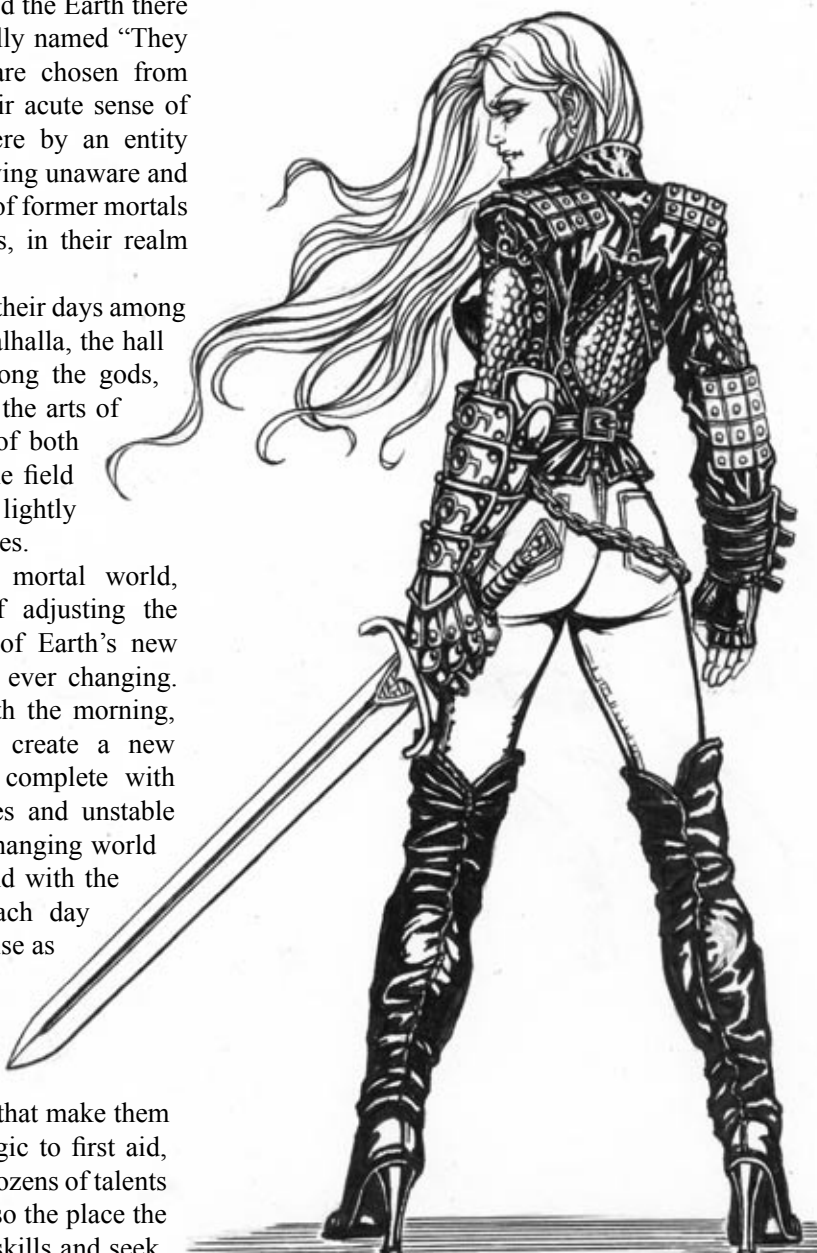 d the Earth there
lly named “They
are chosen from
ir acute sense of
ere by an entity
ving unaware and
of former mortals
s, in their realm
their days among
alhalla, the hall
ong the gods,
the arts of
of both
e field
lightly
es.
mortal world,
f adjusting the
of Earth’s new
ever changing.
th the morning,
create a new
complete with
es and unstable
hanging world
d with the
ach day
ise as
that make them
gic to first aid,
ozens of talents
so the place the
skills and seek